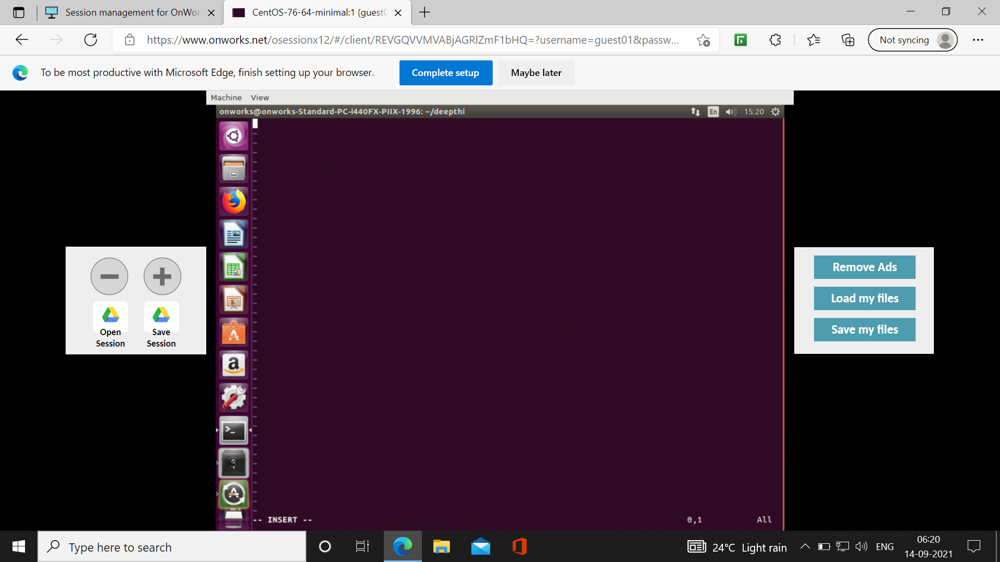 Session management for OnWor
CentOS-76-64-minimal:1 (guest0
https://www.onworks.net/osessionx12/#/client/REVGQVVMVABjAGRlZmF1bHQ=?username=guest01&passw...
Not syncing
To be most productive with Microsoft Edge, finish setting up your browser.
Complete setup
Maybe later
Machine View
onworks@onworks-Standard-PC-i440FX-PIIX-1996: ~/deepthi
En
15:20
Open
Session
Save
Session
Remove Ads
Load my files
Save my files
-- INSERT --
0,1
All
Type here to search
24°C Light rain
ENG
06:20
14-09-2021